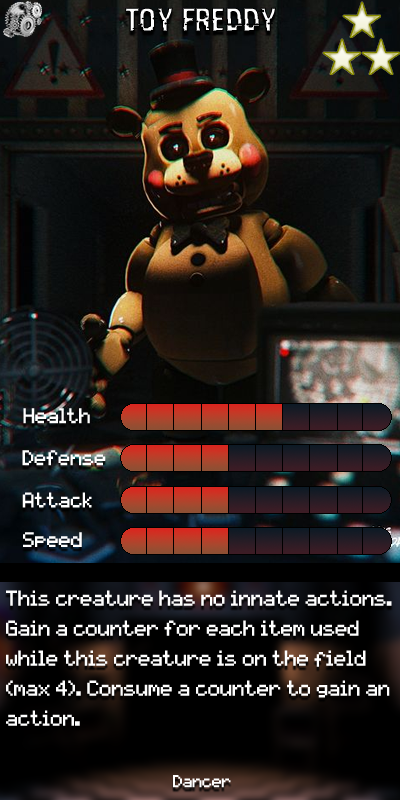 TOY FREDDY
Health
Defense
Attack
Speed
This creature has no innate actions.
Gain a counter for each item used
while this creature is on the field
(max 4). Consume a counter to gain an
action.
Dancer